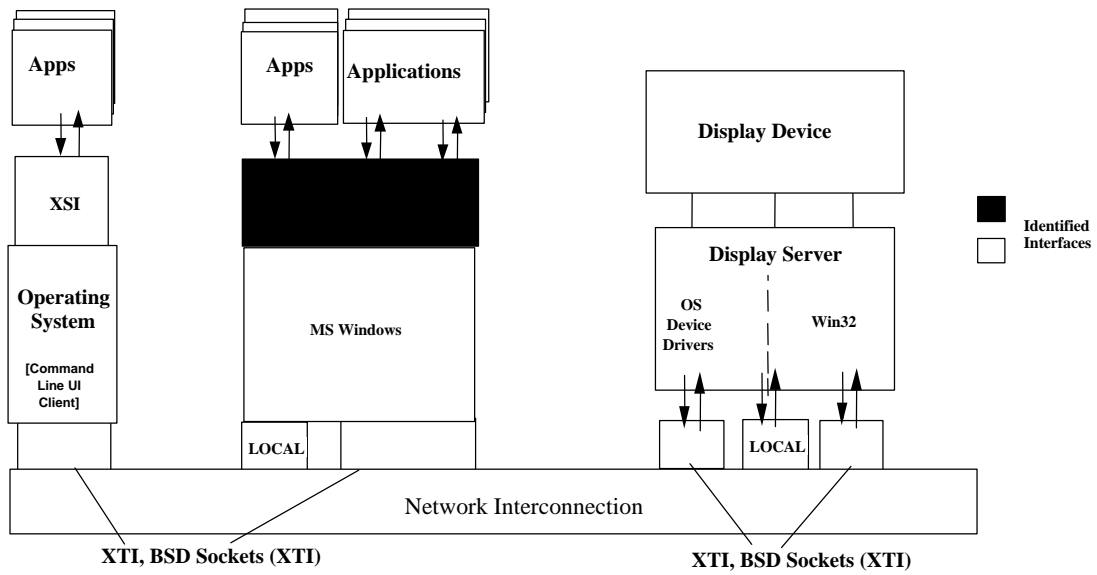 Apps
Apps
Applications
Display Device
XSI
Identified
Interfaces
Display Server
Operating
System
OS
Device
Drivers
Win32
MS Windows
[Command
Line UI
Client]
LOCAL
LOCAL
Network Interconnection
XTI, BSD Sockets (XTI)
XTI, BSD Sockets (XTI)